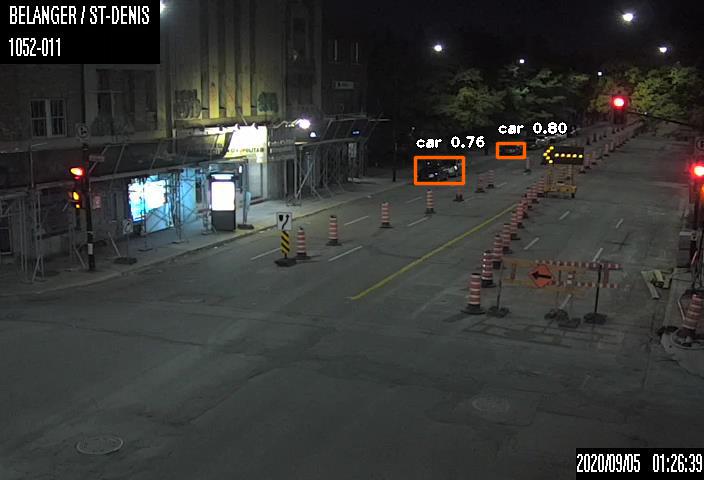 BELANGER / ST-DENIS
1052-011
car 0.76
car 0.80
2020/09/05 01:26:39